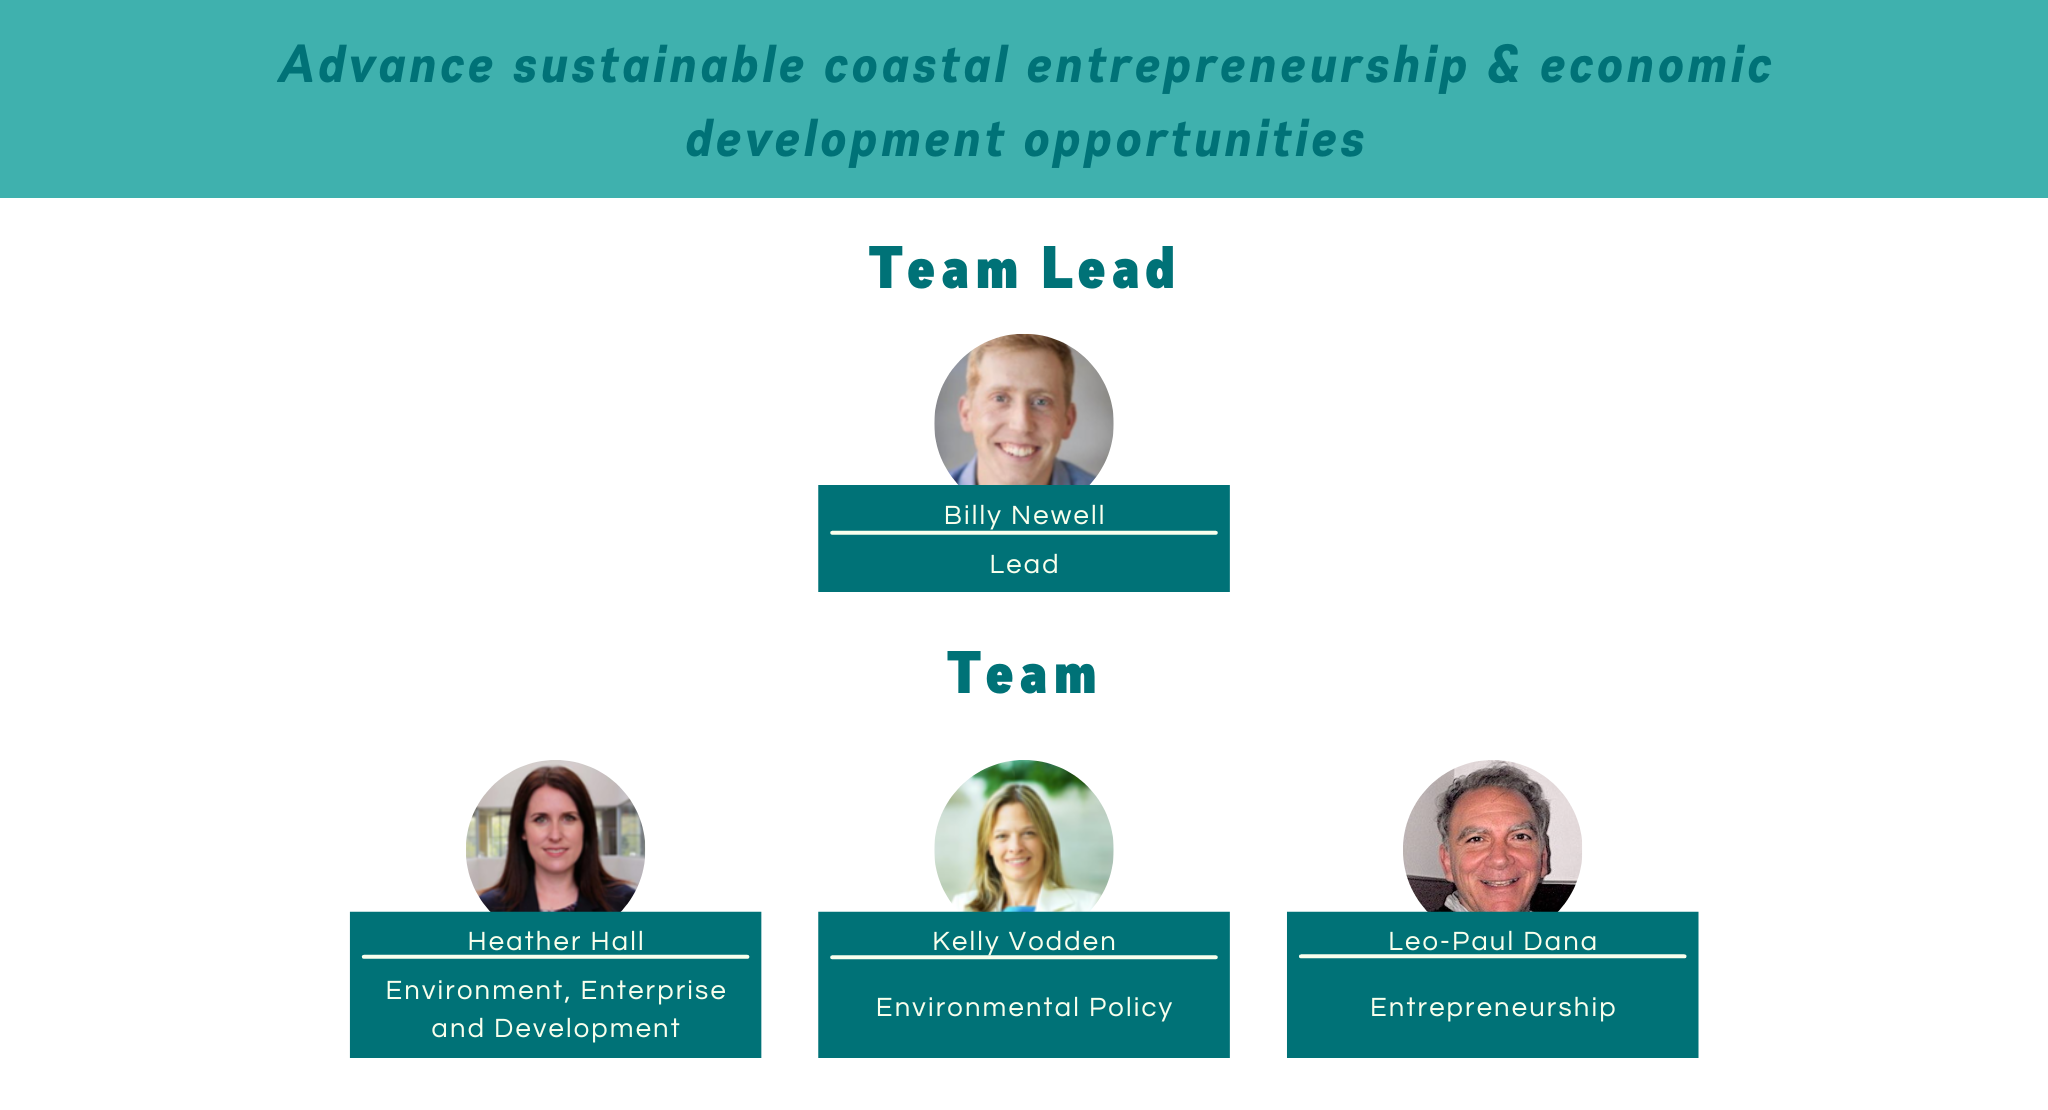 Advance sustainable coastal entrepreneurship & economic
development opportunities
Team Lead
Billy Newell
Lead
Team
Heather Hall
Environment, Enterprise
and Development
Kelly Vodden
Environmental Policy
Leo-Paul Dana
Entrepreneurship